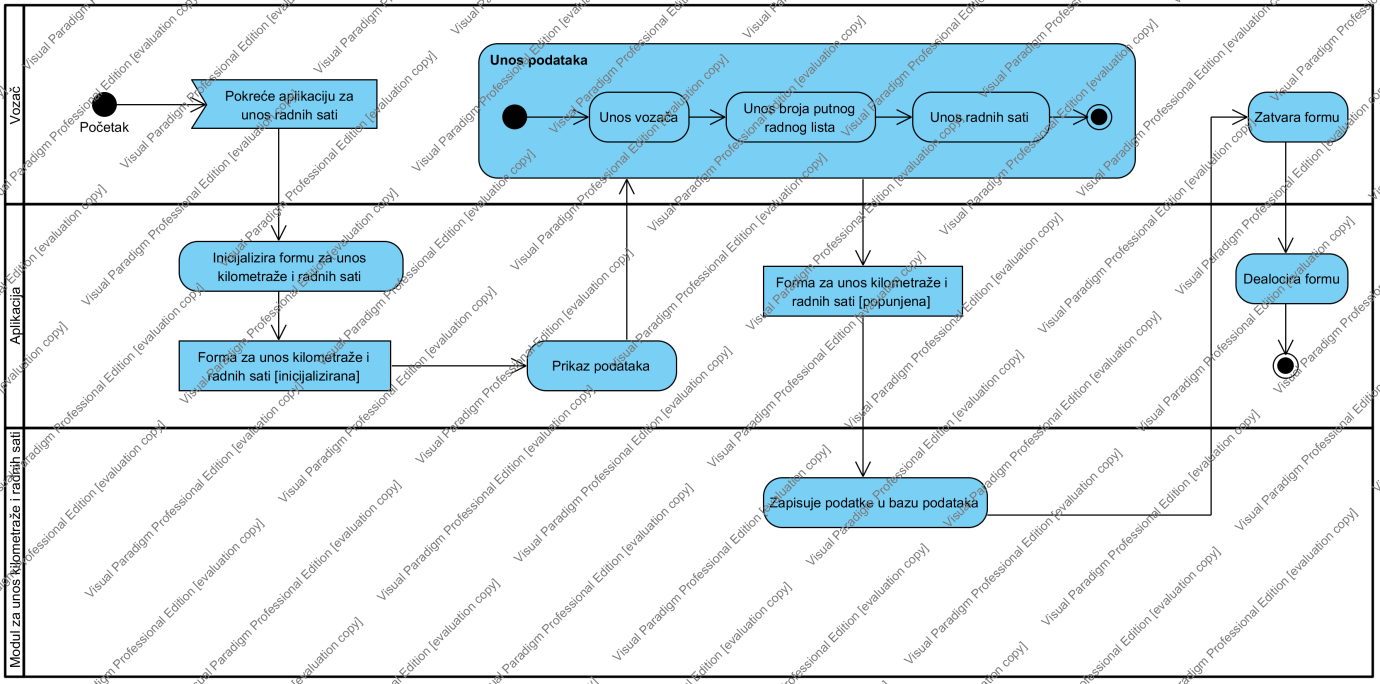 Vozač
Početak
Pokreće aplikaciju za
unos radnih sati
Unos podataka
Unos vozača
Unos broja putnog
radnog lista
Unos radnih sati
Zatvara formu
Aplikacija
Inicijalizira formu za unos
kilometraže i radnih sati
Forma za unos kilometraže i
radnih sati [inicijalizirana]
Prikaz podataka
Forma za unos kilometraže i
radnih sati [popunjena]
Dealocira formu
Modul za unos kilometraže i radnih sati
Zapisuje podatke u bazu podataka
Visual Paradigm Professional Edition [evaluation copy]